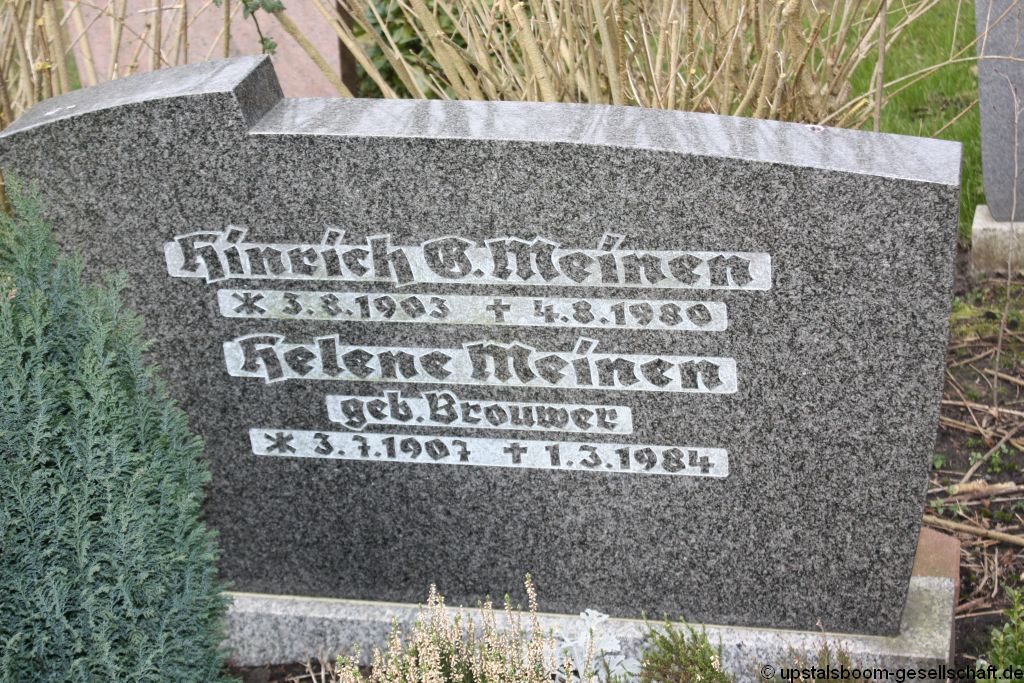 Hinrich G. Meinen
* 3.8.1903 + 4.8.1980
Helene Meinen
geb. Brouwer
* 3.7.1907 + 1.3.1984
© upstalsboom-gesellschaft.de